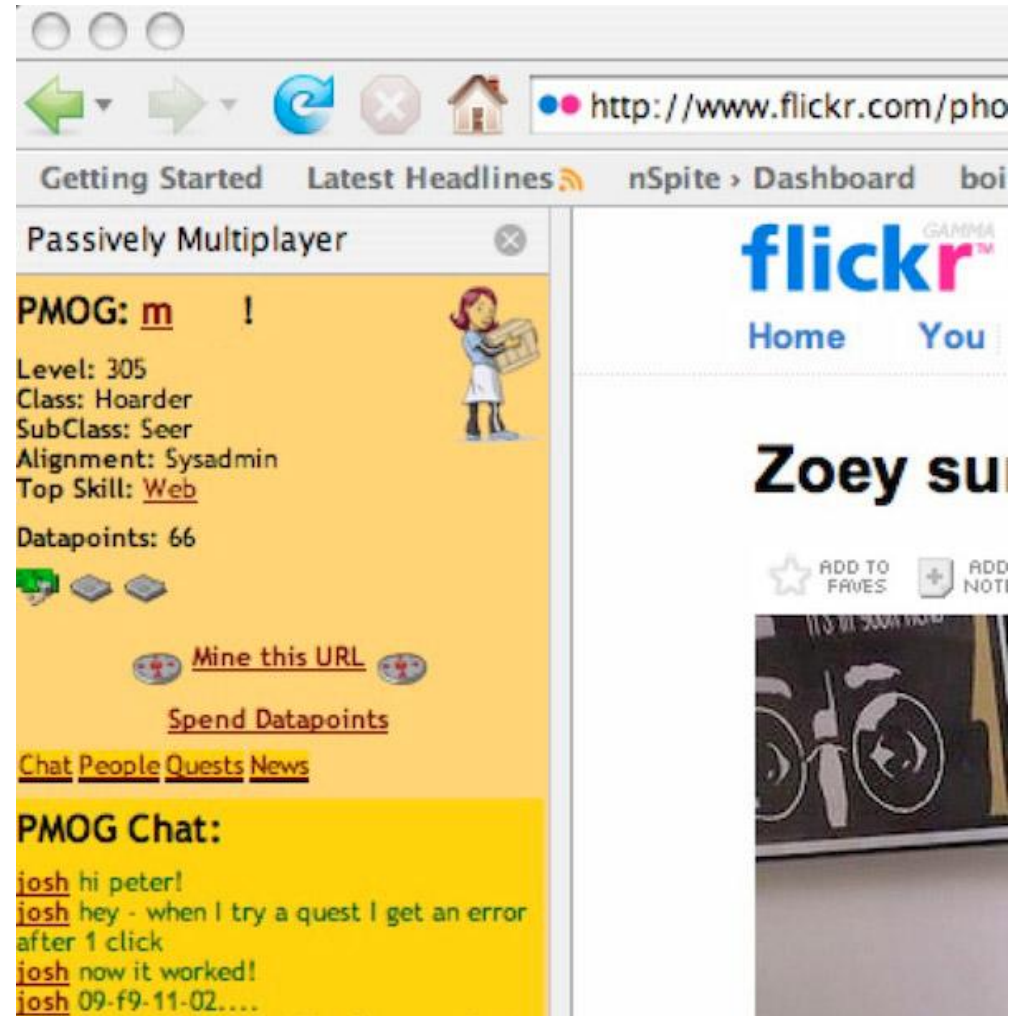 http://www.flickr.com/pho
Getting Started Latest Headlines nSpite › Dashboard boi
Passively Multiplayer
PMOG: m !
Level: 305
Class: Hoarder
SubClass: Seer
Alignment: Sysadmin
Top Skill: Web
Datapoints: 66
Mine this URL
Spend Datapoints
Chat People Quests News
PMOG Chat:
josh hi peter!
josh hey - when I try a quest I get an error
after 1 click
josh now it worked!
josh 09-f9-11-02....
flickr GAMMA ™
Home You
Zoey su
ADD TO
FAVES
ADD
NOT
IT'S IN